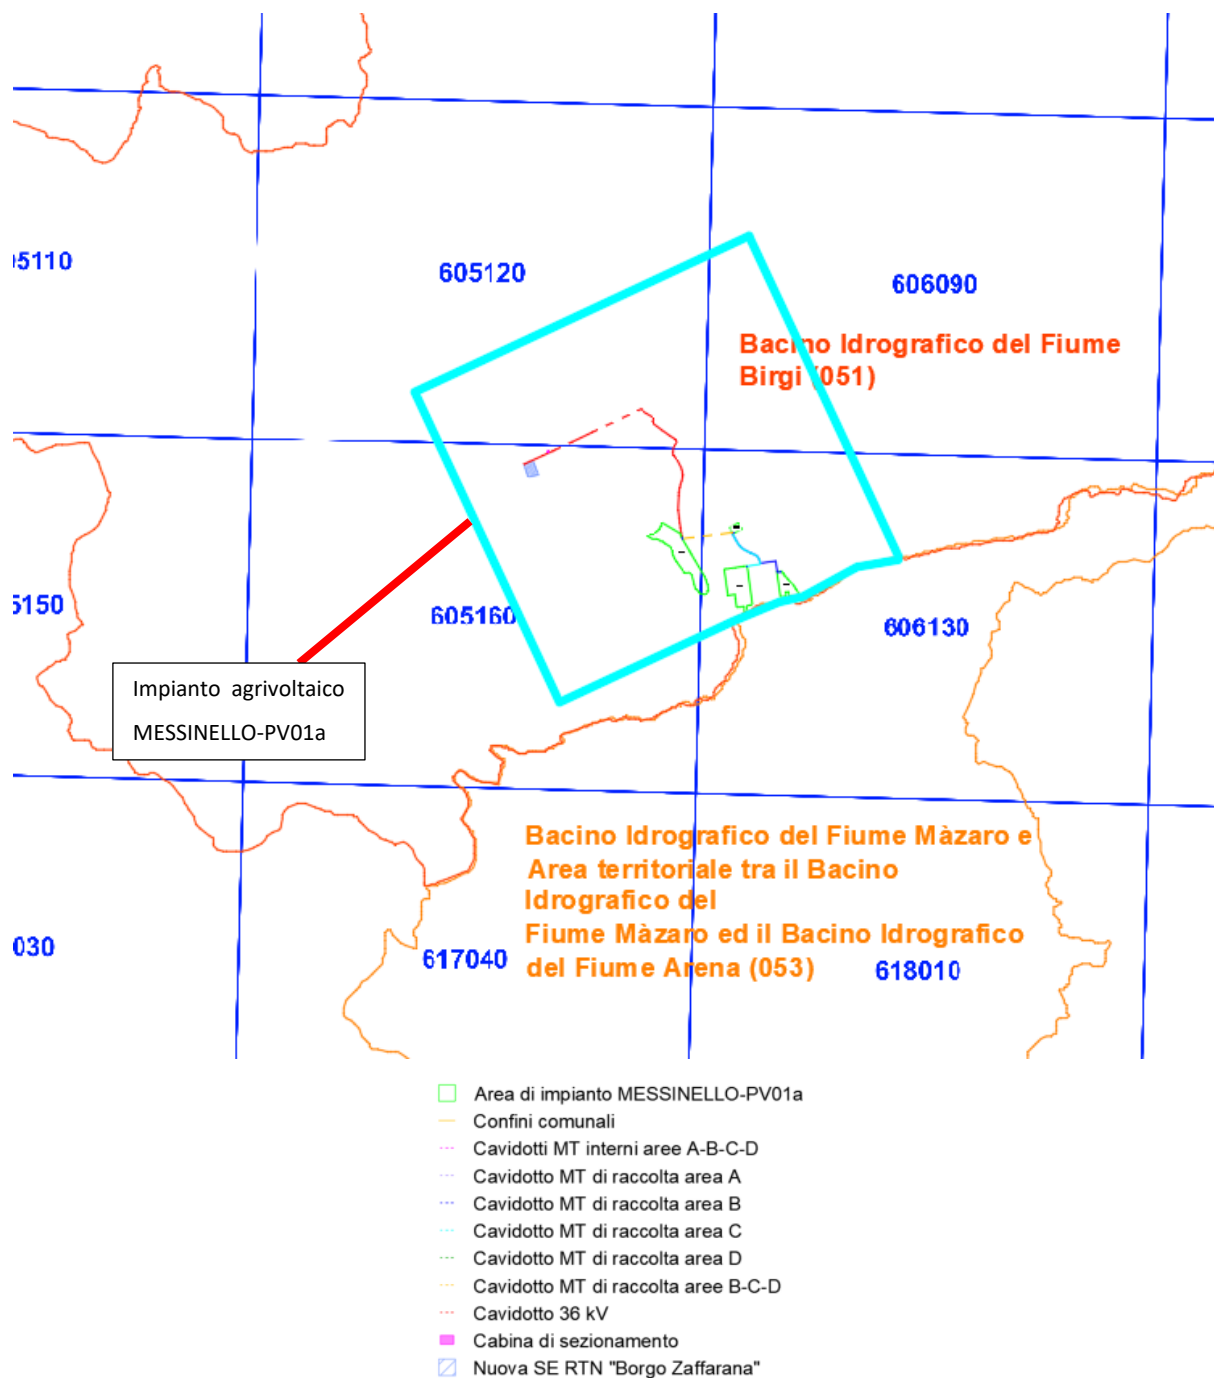 5110
605120
606090
Bacino Idrografico del Fiume
Birgi (051)
5150
605160
606130
Impianto agrivoltaico
MESSINELLO-PV01a
Bacino Idrografico del Fiume Màzaro e
Area territoriale tra il Bacino
Idrografico del
Fiume Màzaro ed il Bacino Idrografico
del Fiume Arena (053)
030
617040
618010
Area di impianto MESSINELLO-PV01a
Confini comunali
Cavidotti MT interni aree A-B-C-D
Cavidotto MT di raccolta area A
Cavidotto MT di raccolta area B
Cavidotto MT di raccolta area C
Cavidotto MT di raccolta area D
Cavidotto MT di raccolta aree B-C-D
Cavidotto 36 kV
Cabina di sezionamento
Nuova SE RTN "Borgo Zaffarana"